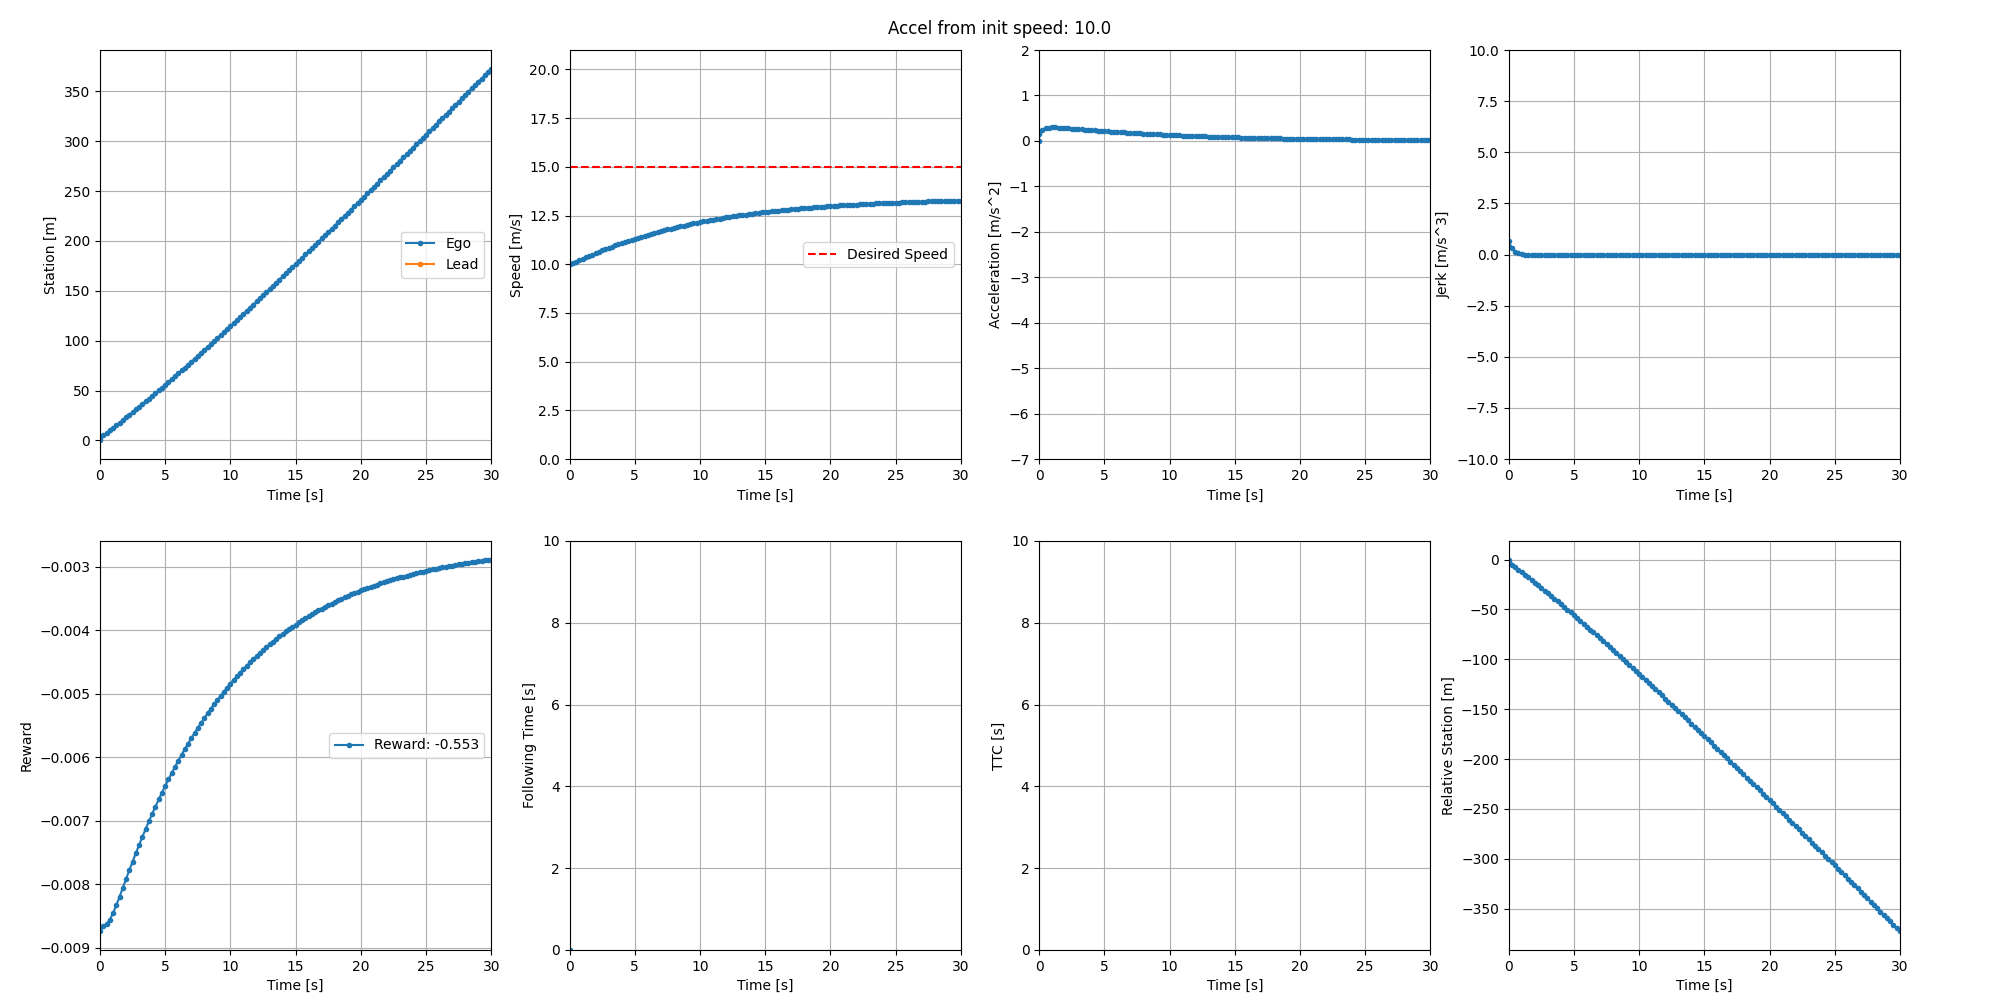 Accel from init speed: 10.0
Station [m]
350
300
250
200
150
100
50
0
Ego
Lead
0 5 10 15 20 25 30
Time [s]
Speed [m/s]
20.0
17.5
15.0
12.5
10.0
7.5
5.0
2.5
0.0
Desired Speed
0 5 10 15 20 25 30
Time [s]
Acceleration [m/s^2]
2
1
0
−1
−2
−3
−4
−5
−6
−7
0 5 10 15 20 25 30
Time [s]
Jerk [m/s^3]
10.0
7.5
5.0
2.5
0.0
−2.5
−5.0
−7.5
−10.0
0 5 10 15 20 25 30
Time [s]
Reward
−0.003
−0.004
−0.005
−0.006
−0.007
−0.008
−0.009
Reward: -0.553
0 5 10 15 20 25 30
Time [s]
Following Time [s]
10
8
6
4
2
0
0 5 10 15 20 25 30
Time [s]
TTC [s]
10
8
6
4
2
0
0 5 10 15 20 25 30
Time [s]
Relative Station [m]
0
−50
−100
−150
−200
−250
−300
−350
0 5 10 15 20 25 30
Time [s]